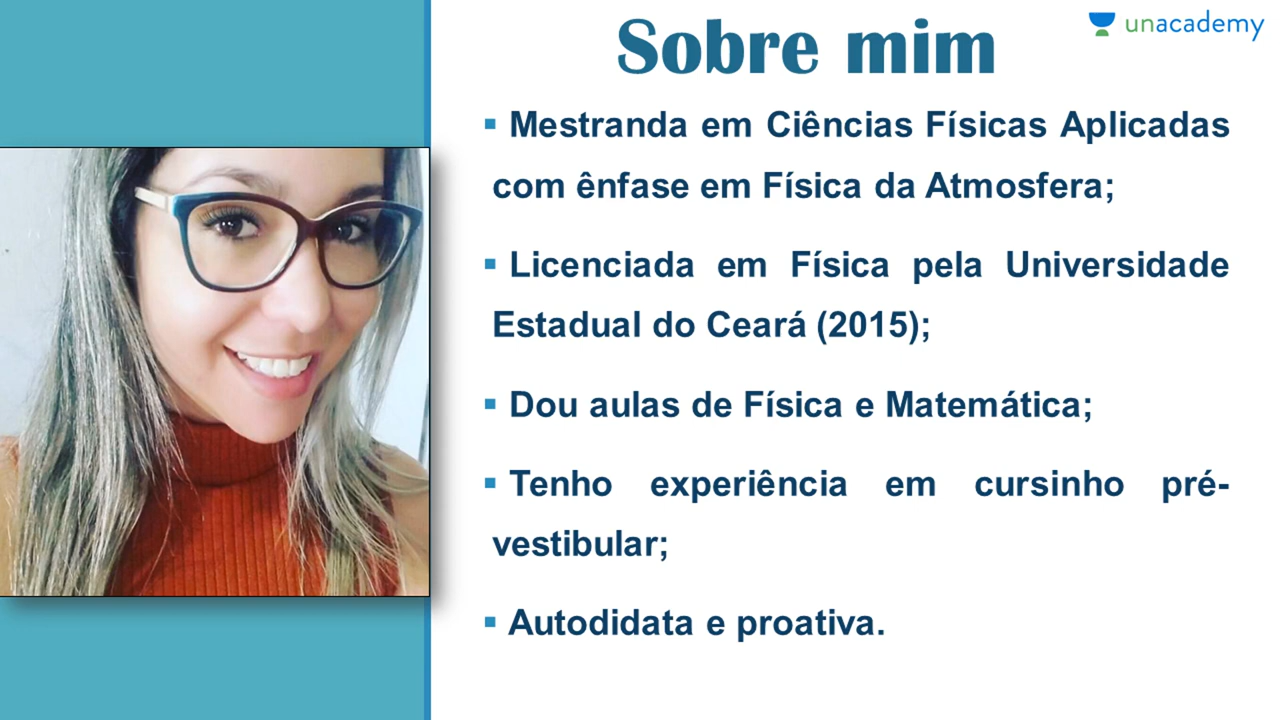 Sobre mim
unacademy
▪ Mestranda em Ciências Físicas Aplicadas
com ênfase em Física da Atmosfera;
▪ Licenciada em Física pela Universidade
Estadual do Ceará (2015);
▪ Dou aulas de Física e Matemática;
▪ Tenho experiência em cursinho pré-
vestibular;
▪ Autodidata e proativa.